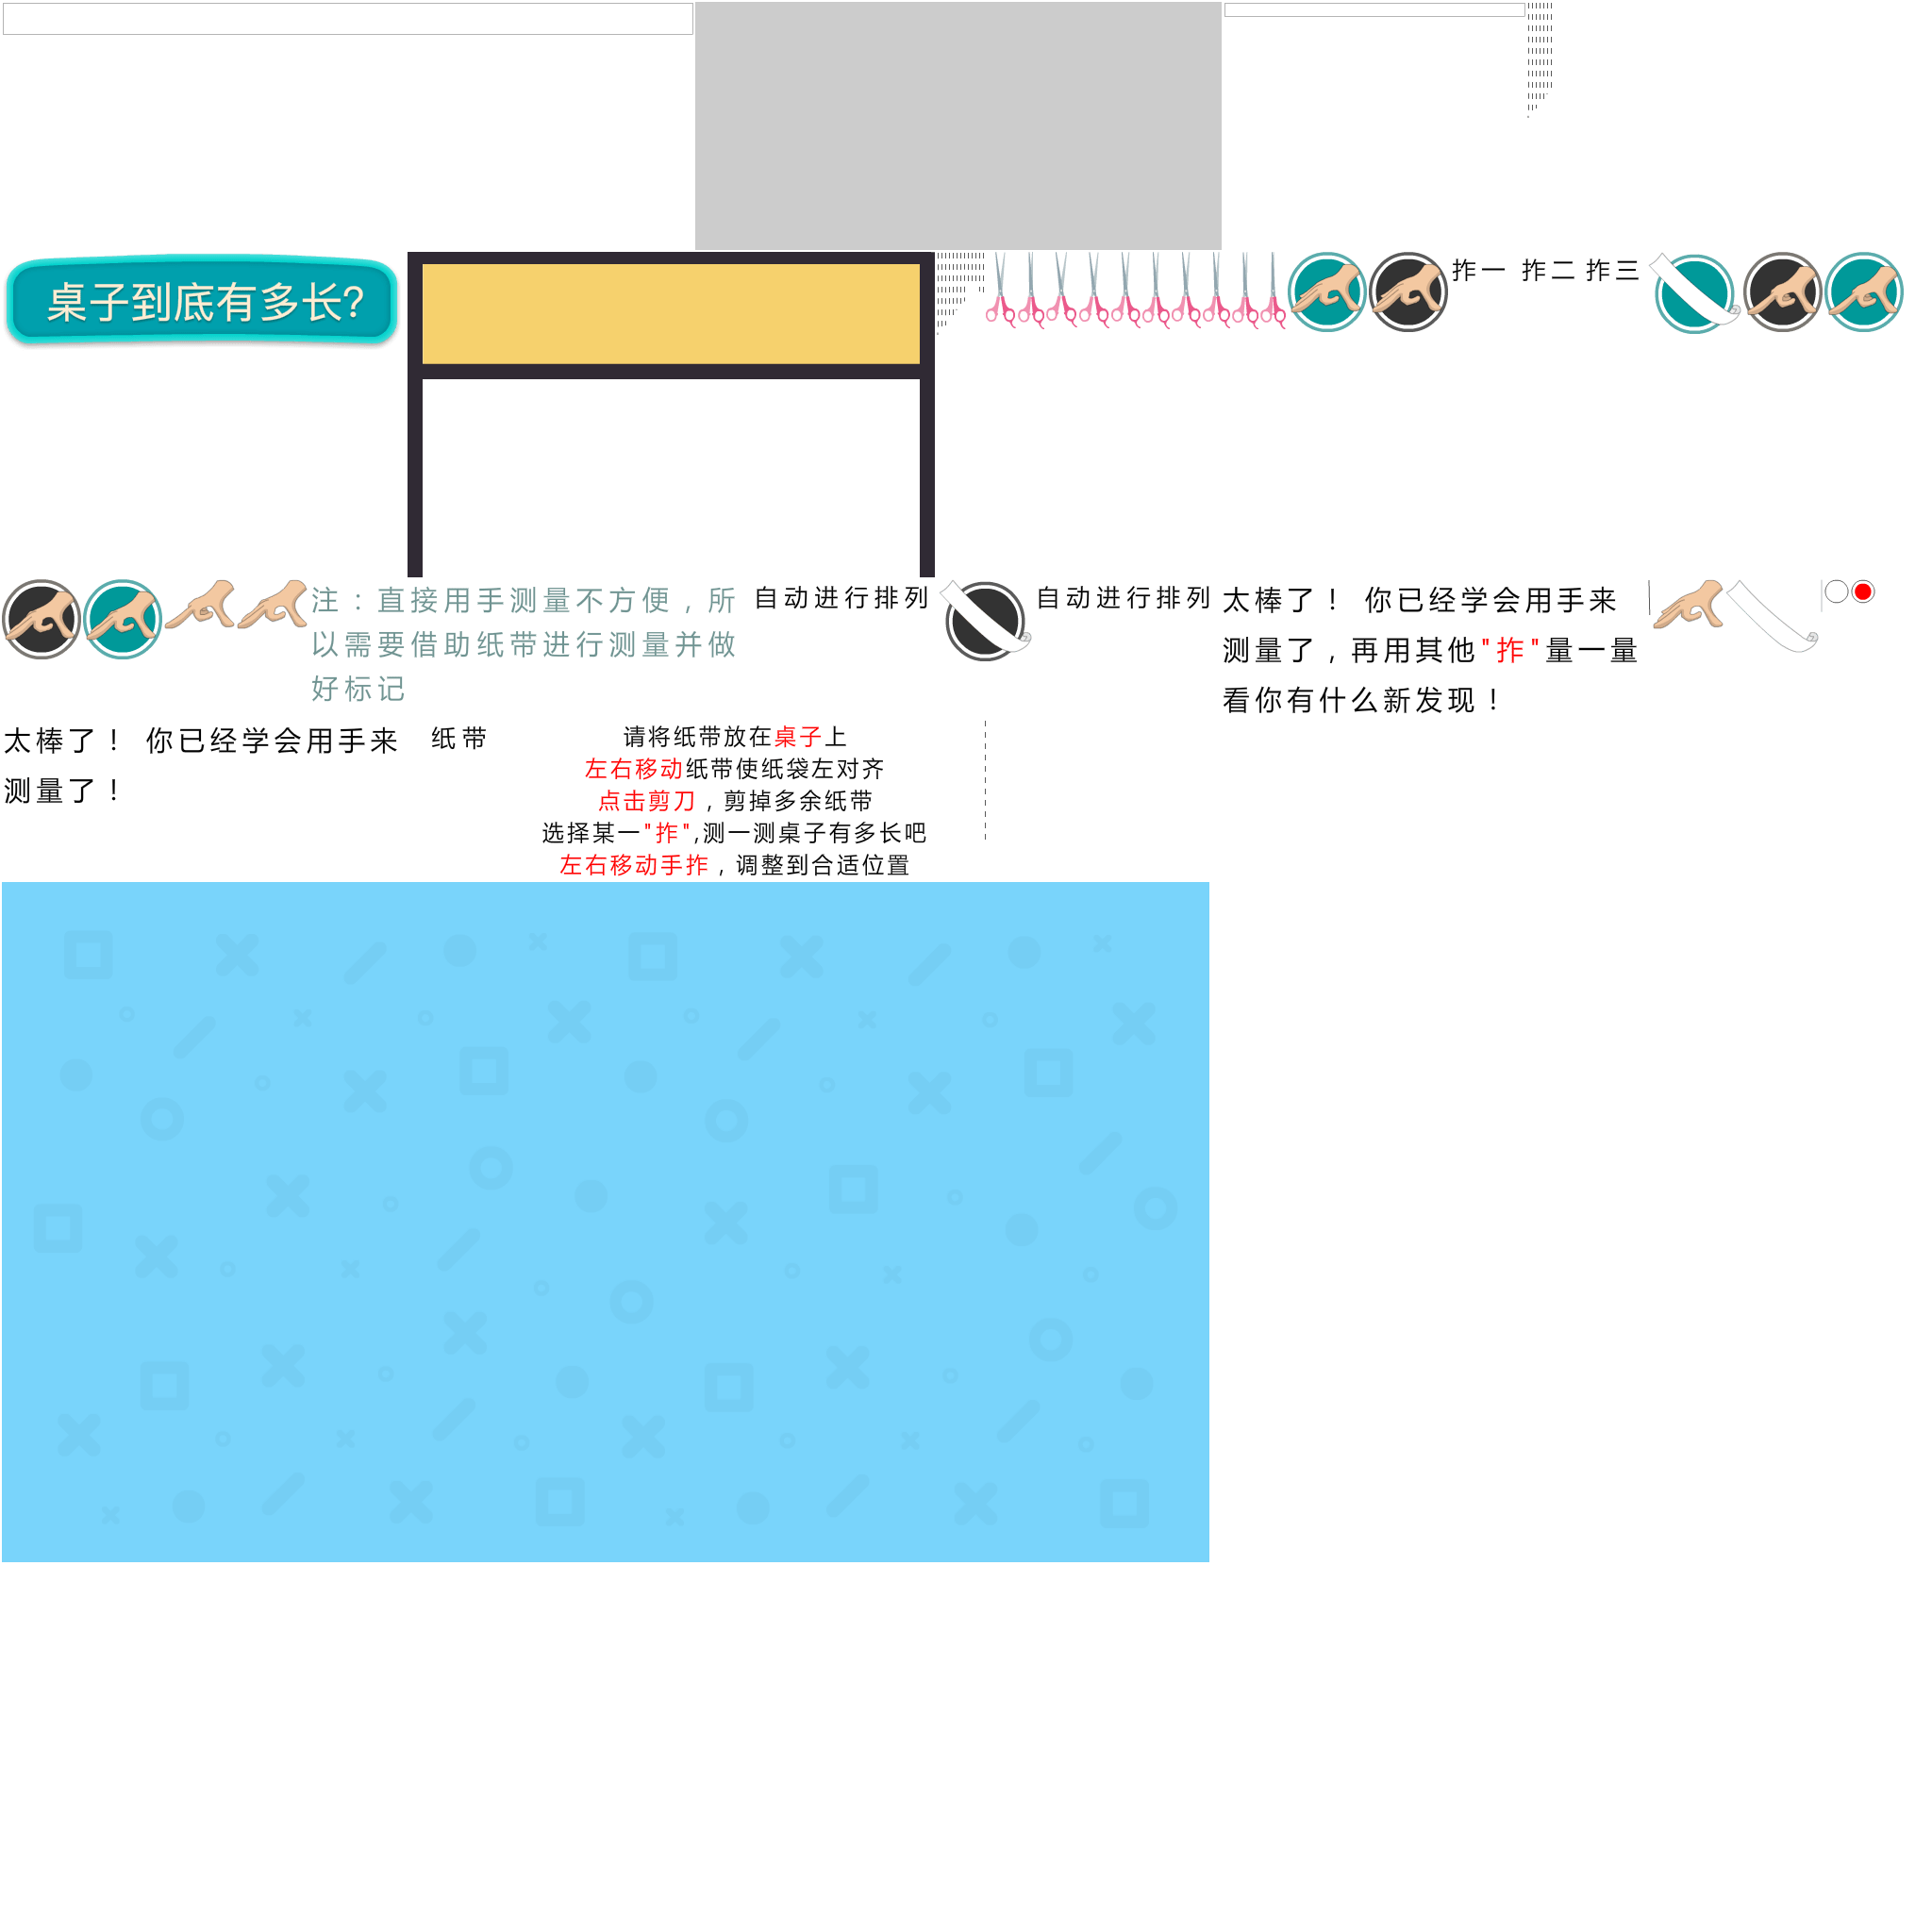 桌子到底有多长?
拃一 拃二 拃三
注：直接用手测量不方便，所
以需要借助纸带进行测量并做
好标记
自动进行排列
自动进行排列
太棒了！ 你已经学会用手来
测量了，再用其他"拃"量一量
看你有什么新发现！
太棒了！ 你已经学会用手来
测量了！
纸带
请将纸带放在桌子上
左右移动纸带使纸袋左对齐
点击剪刀，剪掉多余纸带
选择某一"拃",测一测桌子有多长吧
左右移动手拃，调整到合适位置